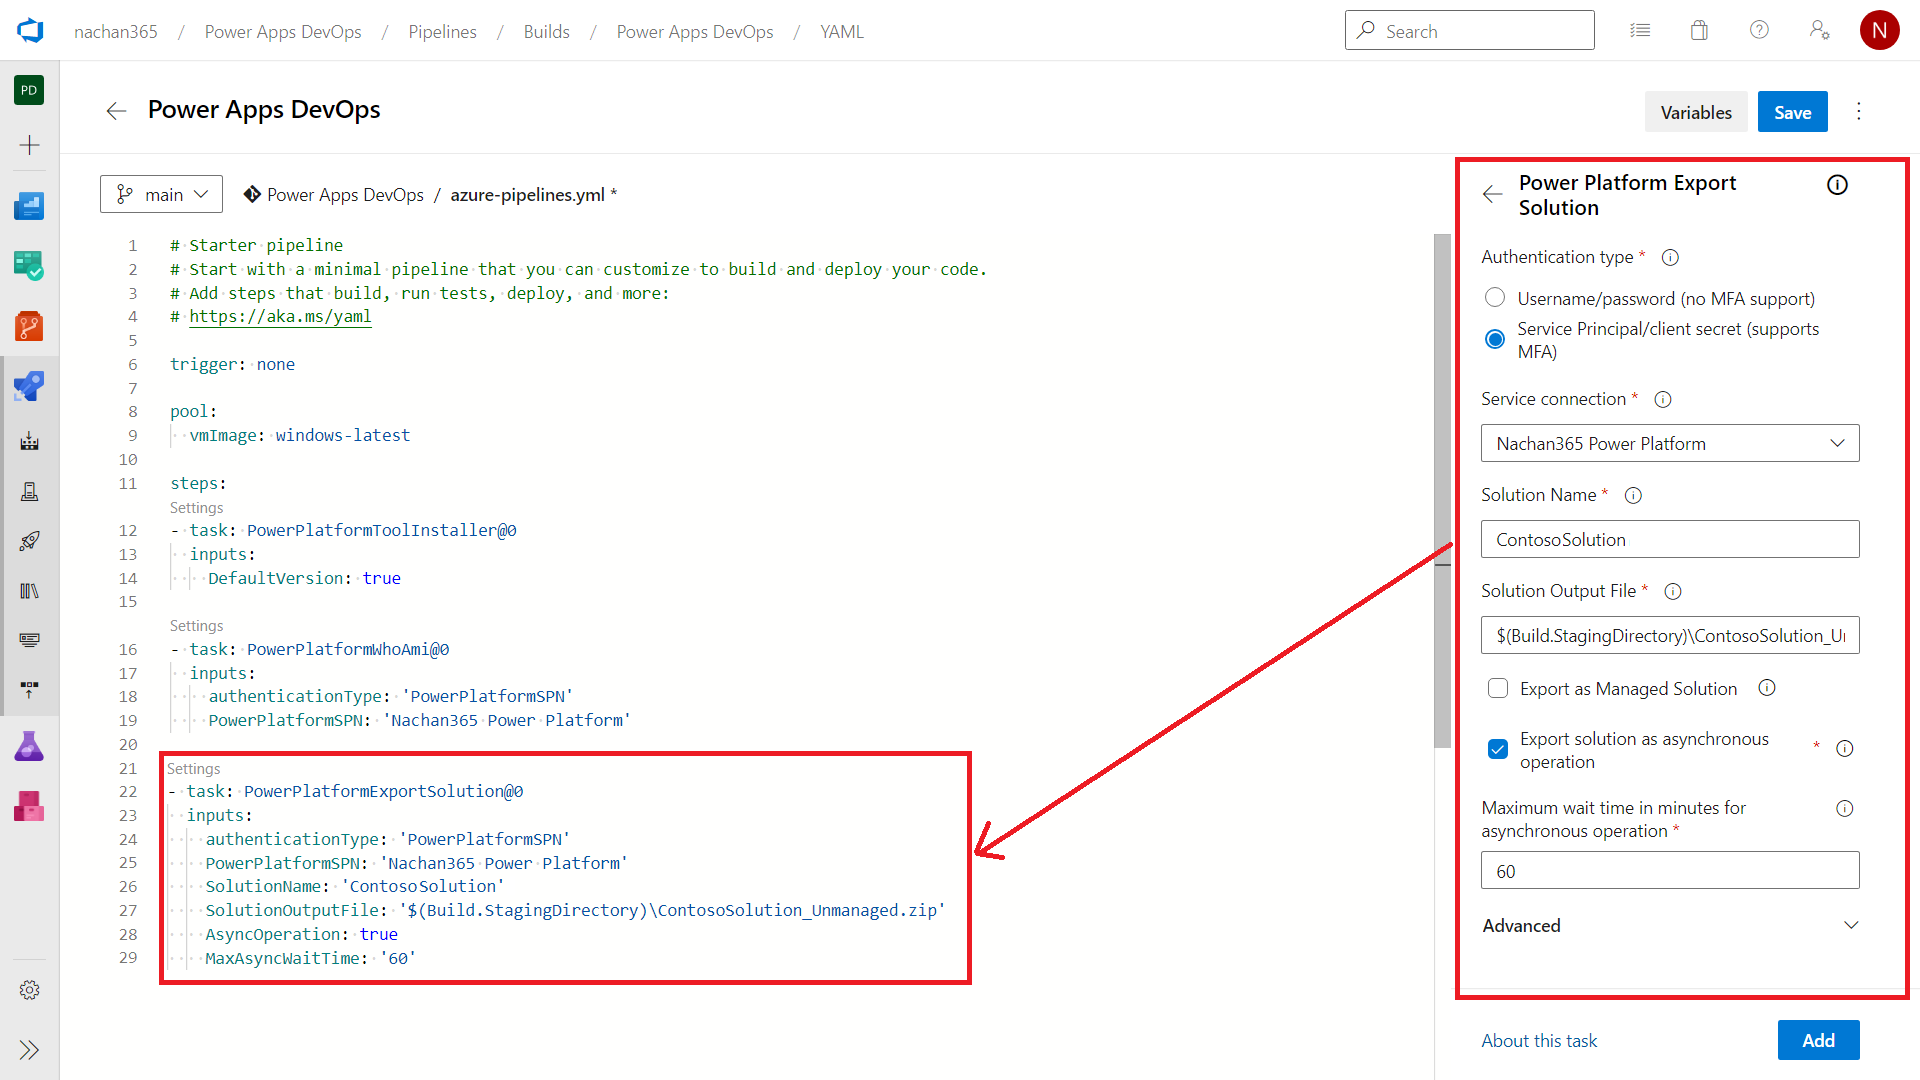 nachan365 / Power Apps DevOps / Pipelines / Builds / Power Apps DevOps / YAML
Search
N
PD
Power Apps DevOps
Variables
Save
main
Power Apps DevOps / azure-pipelines.yml *
1 # Starter pipeline
2 # Start with a minimal pipeline that you can customize to build and deploy your code.
3 # Add steps that build, run tests, deploy, and more:
4 # https://aka.ms/yaml
5
6 trigger: none
7
8 pool:
9   vmImage: windows-latest
10
11 steps:
Settings
12 - task: PowerPlatformToolInstaller@0
13   inputs:
14     DefaultVersion: true
15
Settings
16 - task: PowerPlatformWhoAmi@0
17   inputs:
18     authenticationType: 'PowerPlatformSPN'
19     PowerPlatformSPN: 'Nachan365 Power Platform'
20
21 Settings
22 - task: PowerPlatformExportSolution@0
23   inputs:
24     authenticationType: 'PowerPlatformSPN'
25     PowerPlatformSPN: 'Nachan365 Power Platform'
26     SolutionName: 'ContosoSolution'
27     SolutionOutputFile: '$(Build.StagingDirectory)\ContosoSolution_Unmanaged.zip'
28     AsyncOperation: true
29     MaxAsyncWaitTime: '60'
Power Platform Export
Solution
Authentication type *
Username/password (no MFA support)
Service Principal/client secret (supports
MFA)
Service connection *
Nachan365 Power Platform
Solution Name *
ContosoSolution
Solution Output File *
$(Build.StagingDirectory)\ContosoSolution_U
Export as Managed Solution
Export solution as asynchronous *
operation
Maximum wait time in minutes for
asynchronous operation *
60
Advanced
About this task
Add